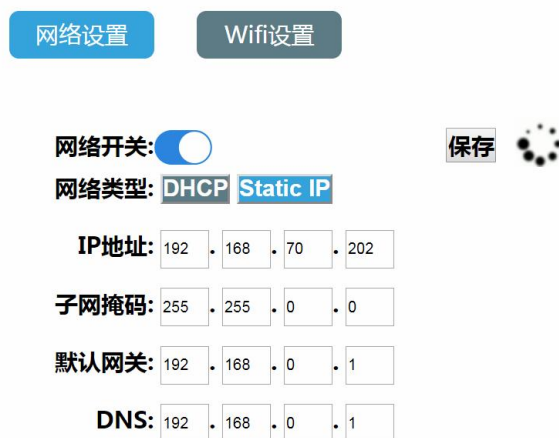 网络设置 Wifi设置
网络开关: 保存
网络类型: DHCP Static IP
IP地址: 192 . 168 . 70 . 202
子网掩码: 255 . 255 . 0 . 0
默认网关: 192 . 168 . 0 . 1
DNS: 192 . 168 . 0 . 1